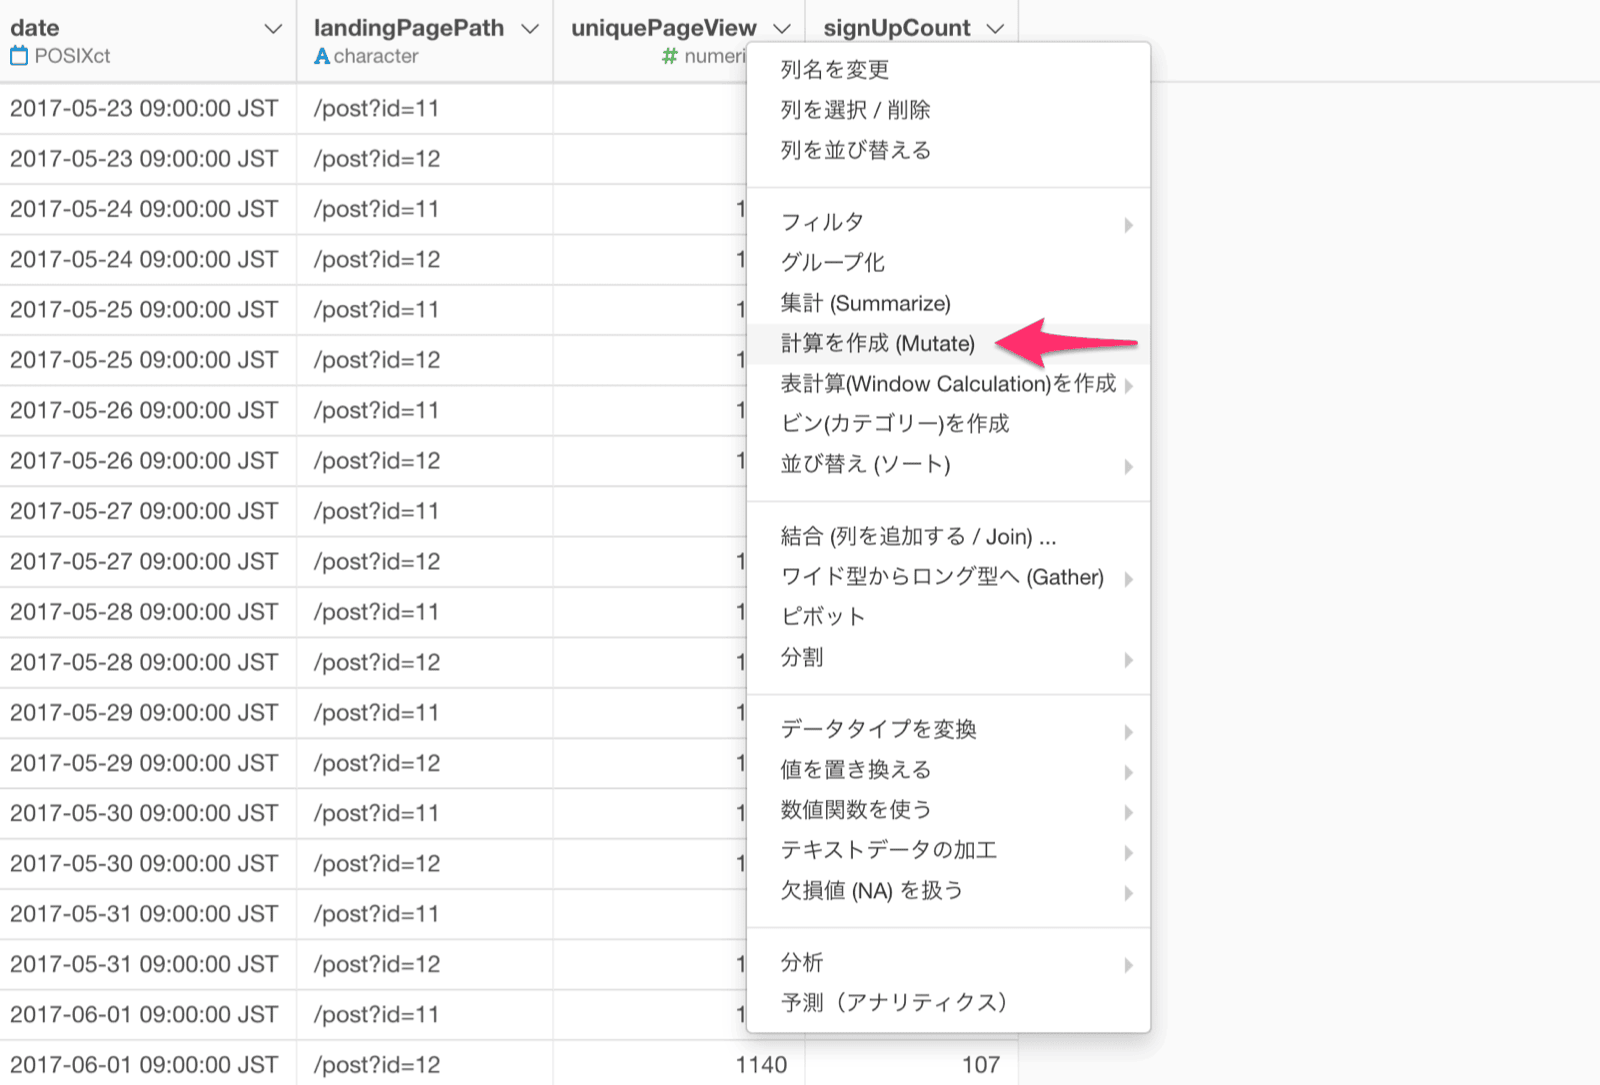 date landingPagePath uniquePageView signUpCount
POSIXct character numeri
2017-05-23 09:00:00 JST /post?id=11
2017-05-23 09:00:00 JST /post?id=12
2017-05-24 09:00:00 JST /post?id=11 1
2017-05-24 09:00:00 JST /post?id=12 1
2017-05-25 09:00:00 JST /post?id=11 1
2017-05-25 09:00:00 JST /post?id=12 1
2017-05-26 09:00:00 JST /post?id=11 1
2017-05-26 09:00:00 JST /post?id=12 1
2017-05-27 09:00:00 JST /post?id=11
2017-05-27 09:00:00 JST /post?id=12 1
2017-05-28 09:00:00 JST /post?id=11 1
2017-05-28 09:00:00 JST /post?id=12 1
2017-05-29 09:00:00 JST /post?id=11 1
2017-05-29 09:00:00 JST /post?id=12 1
2017-05-30 09:00:00 JST /post?id=11 1
2017-05-30 09:00:00 JST /post?id=12 1
2017-05-31 09:00:00 JST /post?id=11
2017-05-31 09:00:00 JST /post?id=12 1
2017-06-01 09:00:00 JST /post?id=11 1
2017-06-01 09:00:00 JST /post?id=12 1140 107
列名を変更
列を選択 / 削除
列を並び替える
フィルタ
グループ化
集計 (Summarize)
計算を作成 (Mutate)
表計算(Window Calculation)を作成
ビン(カテゴリー)を作成
並び替え (ソート)
結合 (列を追加する / Join) ...
ワイド型からロング型へ (Gather)
ピボット
分割
データタイプを変換
値を置き換える
数値関数を使う
テキストデータの加工
欠損値 (NA) を扱う
分析
予測（アナリティクス）